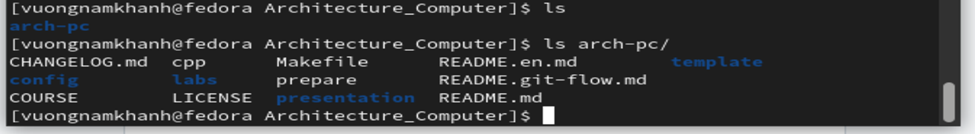 [vuongnamkhanh@fedora Architecture_Computer]$ ls
arch-pc
[vuongnamkhanh@fedora Architecture_Computer]$ ls arch-pc/
CHANGELOG.md  cpp      Makefile      README.en.md        template
config        labs     prepare       README.git-flow.md
COURSE        LICENSE  presentation  README.md
[vuongnamkhanh@fedora Architecture_Computer]$